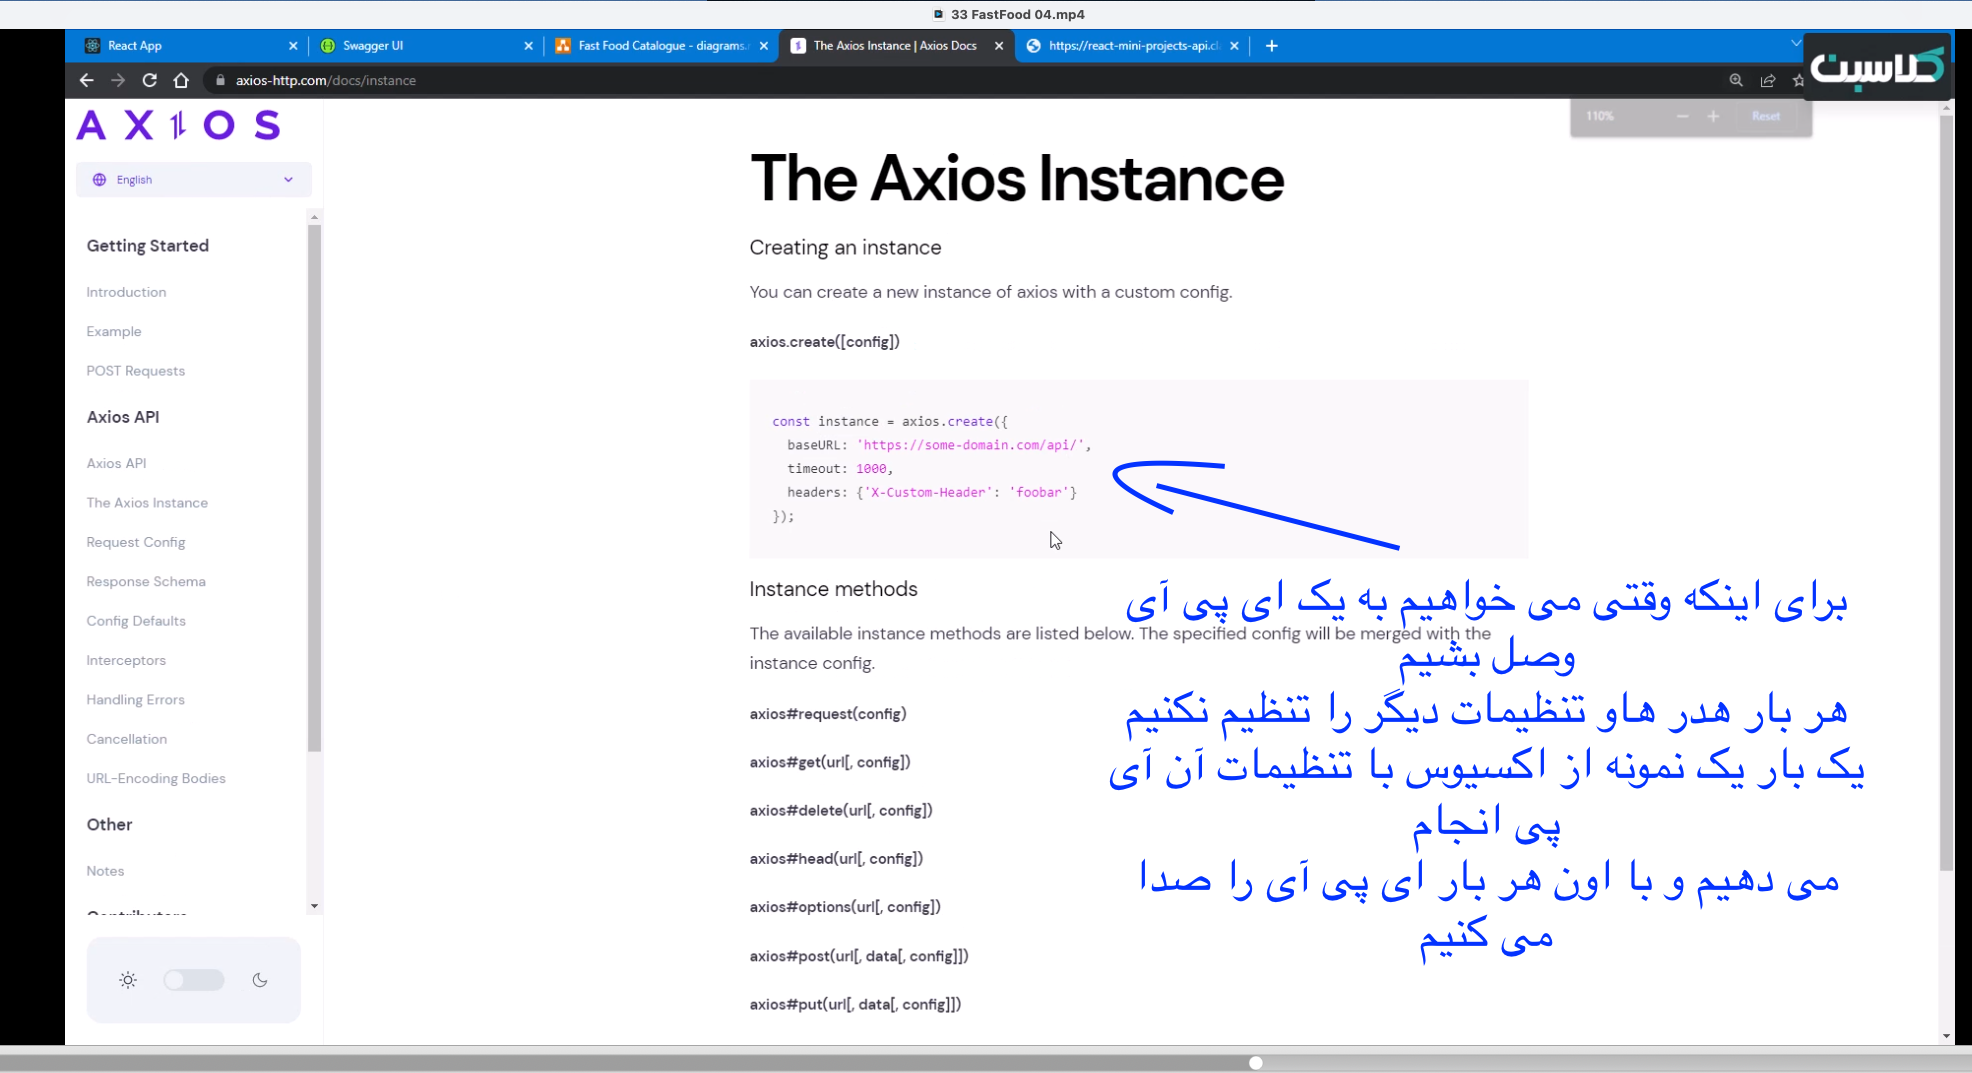 33 FastFood 04.mp4
React App
Swagger UI
Fast Food Catalogue - diagrams.
The Axios Instance | Axios Docs
https://react-mini-projects-api.cl
axios-http.com/docs/instance
کلاسیت
110%
Reset
AXIOS
English
Getting Started
Introduction
Example
POST Requests
Axios API
Axios API
The Axios Instance
Request Config
Response Schema
Config Defaults
Interceptors
Handling Errors
Cancellation
URL-Encoding Bodies
Other
Notes
Contributors
The Axios Instance
Creating an instance
You can create a new instance of axios with a custom config.
axios.create([config])
const instance = axios.create({
baseURL: 'https://some-domain.com/api/',
timeout: 1000,
headers: {'X-Custom-Header': 'foobar'}
});
Instance methods
The available instance methods are listed below. The specified config will be merged with the
instance config.
axios#request(config)
axios#get(url[, config])
axios#delete(url[, config])
axios#head(url[, config])
axios#options(url[, config])
axios#post(url[, data[, config]])
axios#put(url[, data[, config]])
برای اینکه وقتی می خواهیم به یک ای پی آی
وصل بشیم
هر بار هدر هاو تنظیمات دیگر را تنظیم نکنیم
یک بار یک نمونه از اکسیوس با تنظیمات آن آی
پی انجام
می دهیم و با اون هر بار ای پی آی را صدا
می کنیم